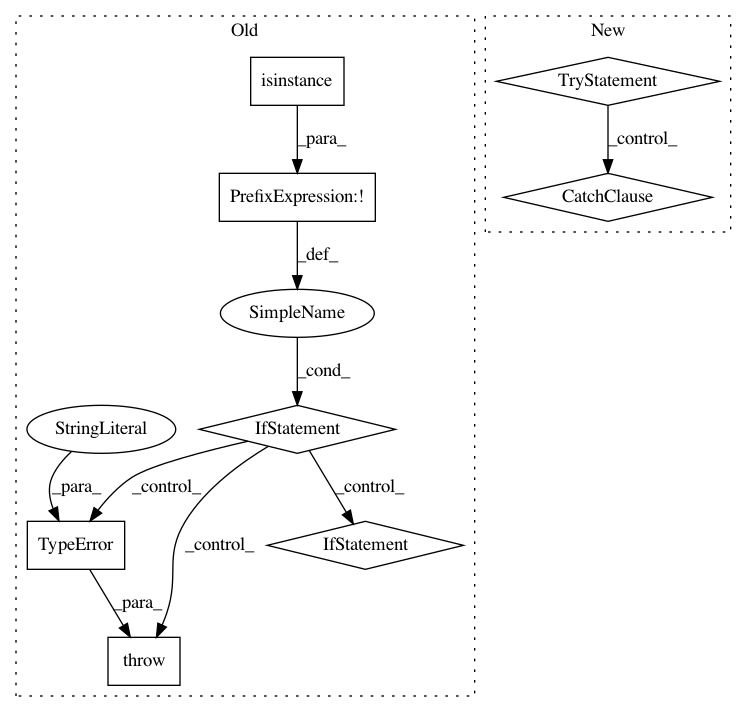 Old
New
isinstance
TryStatement
_para_
_control_
PrefixExpression:!
CatchClause
_def_
SimpleName
_cond_
StringLiteral
IfStatement
_para_
_control_
_control_
_control_
TypeError
IfStatement
_para_
throw